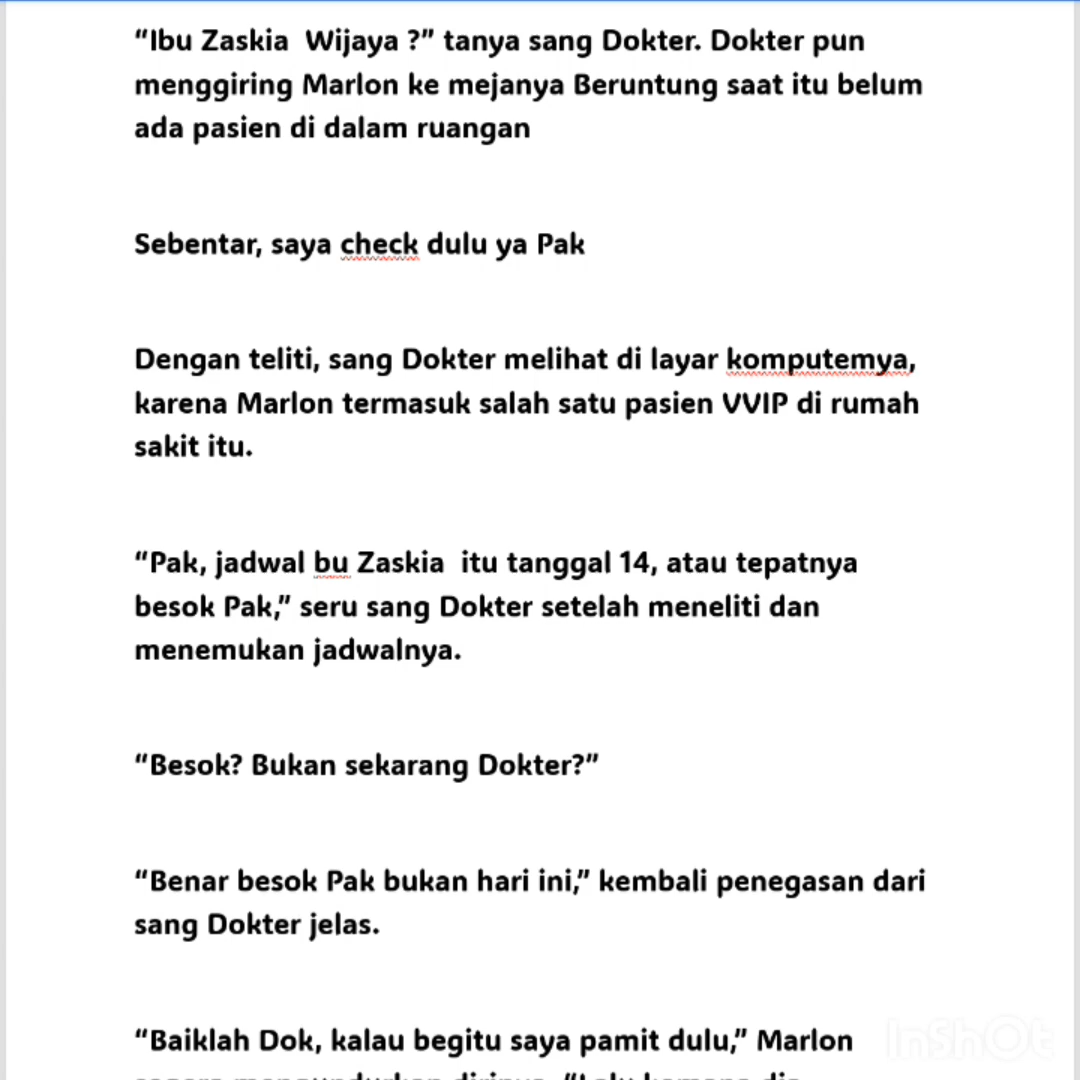 “Ibu Zaskia  Wijaya ?” tanya sang Dokter. Dokter pun
menggiring Marlon ke mejanya Beruntung saat itu belum
ada pasien di dalam ruangan
Sebentar, saya check dulu ya Pak
Dengan teliti, sang Dokter melihat di layar komputemya,
karena Marlon termasuk salah satu pasien VVIP di rumah
sakit itu.
“Pak, jadwal bu Zaskia  itu tanggal 14, atau tepatnya
besok Pak,” seru sang Dokter setelah meneliti dan
menemukan jadwalnya.
“Besok? Bukan sekarang Dokter?”
“Benar besok Pak bukan hari ini,” kembali penegasan dari
sang Dokter jelas.
“Baiklah Dok, kalau begitu saya pamit dulu,” Marlon
InShOt